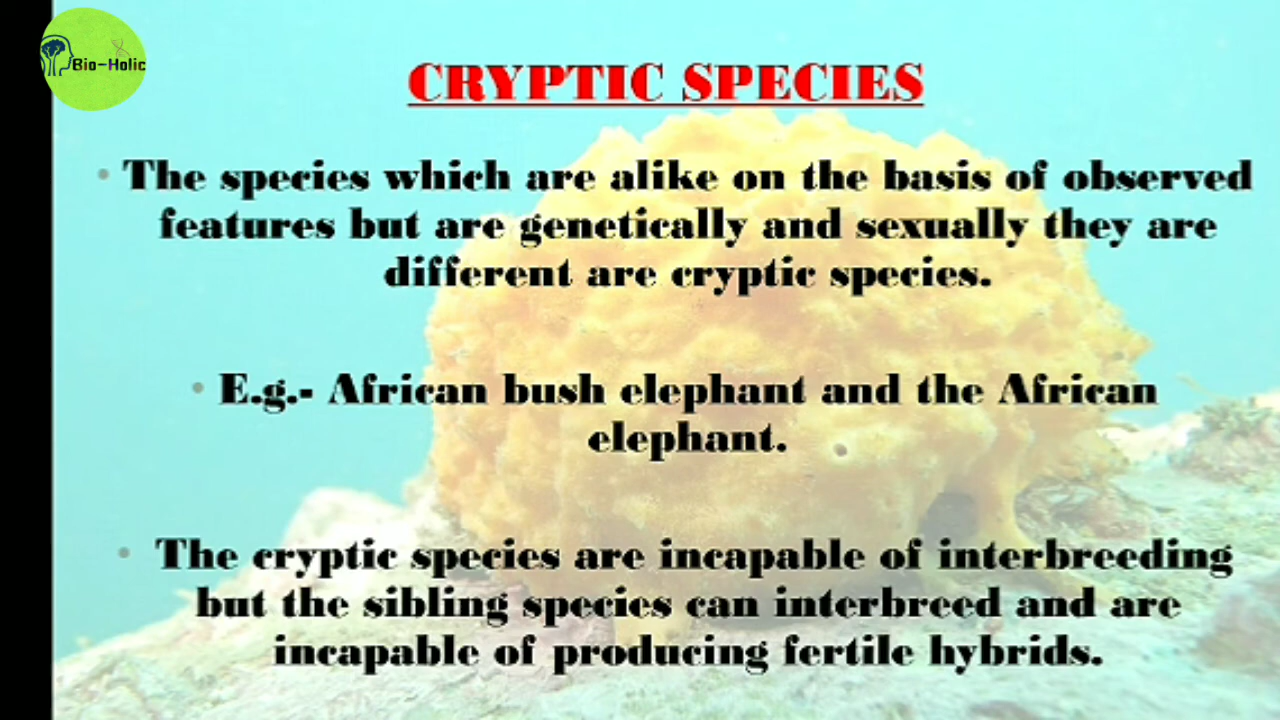 Bio-Holic
CRYPTIC SPECIES
• The species which are alike on the basis of observed
features but are genetically and sexually they are
different are cryptic species.
• E.g.- African bush elephant and the African
elephant.
• The cryptic species are incapable of interbreeding
but the sibling species can interbreed and are
incapable of producing fertile hybrids.